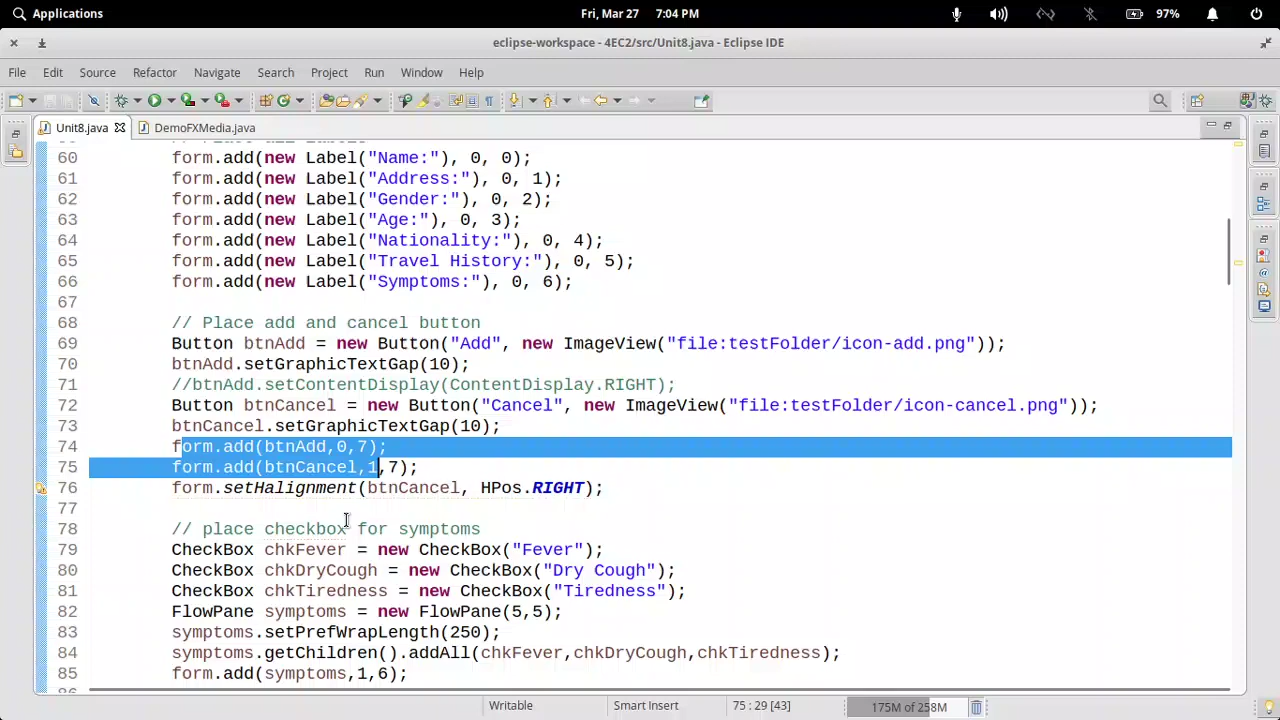 Applications
Fri, Mar 27 7:04 PM
97%
eclipse-workspace - 4EC2/src/Unit8.java - Eclipse IDE
File Edit Source Refactor Navigate Search Project Run Window Help
Unit8.java DemoFXMedia.java
60 form.add(new Label("Name:"), 0, 0);
61 form.add(new Label("Address:"), 0, 1);
62 form.add(new Label("Gender:"), 0, 2);
63 form.add(new Label("Age:"), 0, 3);
64 form.add(new Label("Nationality:"), 0, 4);
65 form.add(new Label("Travel History:"), 0, 5);
66 form.add(new Label("Symptoms:"), 0, 6);
67
68 // Place add and cancel button
69 Button btnAdd = new Button("Add", new ImageView("file:testFolder/icon-add.png"));
70 btnAdd.setGraphicTextGap(10);
71 //btnAdd.setContentDisplay(ContentDisplay.RIGHT);
72 Button btnCancel = new Button("Cancel", new ImageView("file:testFolder/icon-cancel.png"));
73 btnCancel.setGraphicTextGap(10);
74 form.add(btnAdd,0,7);
75 form.add(btnCancel,1,7);
76 form.setHalignment(btnCancel, HPos.RIGHT);
77
78 // place checkbox for symptoms
79 CheckBox chkFever = new CheckBox("Fever");
80 CheckBox chkDryCough = new CheckBox("Dry Cough");
81 CheckBox chkTiredness = new CheckBox("Tiredness");
82 FlowPane symptoms = new FlowPane(5,5);
83 symptoms.setPrefWrapLength(250);
84 symptoms.getChildren().addAll(chkFever,chkDryCough,chkTiredness);
85 form.add(symptoms,1,6);
Writable Smart Insert 75 : 29 [43] 175M of 258M